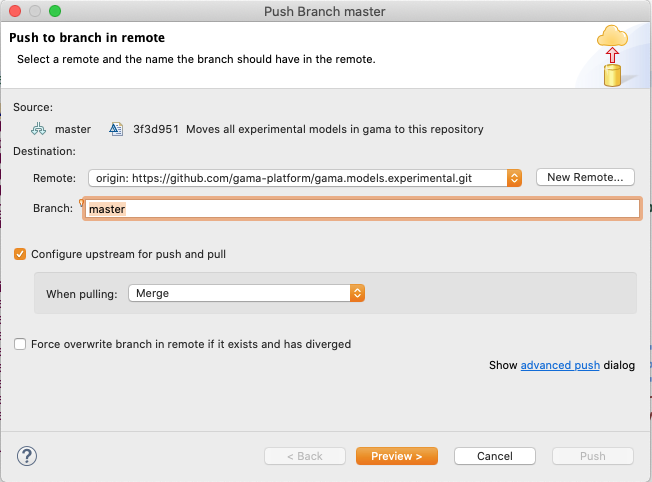 Push Branch master
Push to branch in remote
Select a remote and the name the branch should have in the remote.
Source:
master 3f3d951 Moves all experimental models in gama to this repository
Destination:
Remote: origin: https://github.com/gama-platform/gama.models.experimental.git New Remote...
Branch: master
Configure upstream for push and pull
When pulling: Merge
Force overwrite branch in remote if it exists and has diverged
Show advanced push dialog
? < Back Preview > Cancel Push